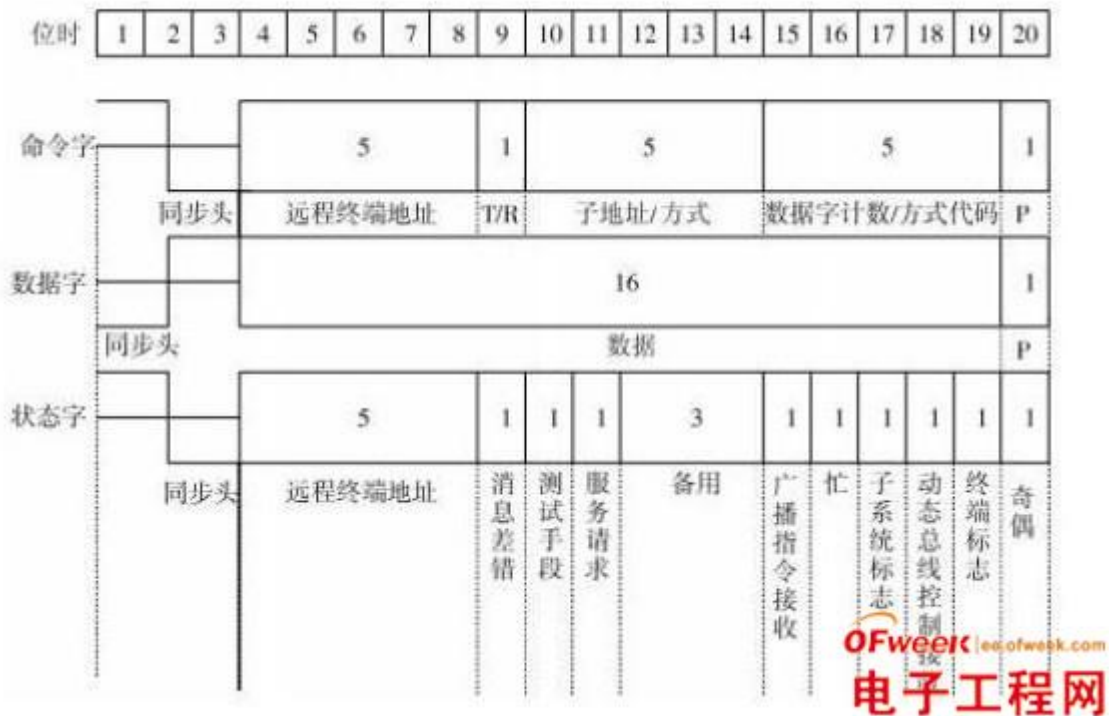 位时 1 2 3 4 5 6 7 8 9 10 11 12 13 14 15 16 17 18 19 20
命令字 5 1 5 5 1
同步头 远程终端地址 T/R 子地址/方式 数据字计数/方式代码 P
数据字 16 1
同步头 数据 P
状态字 5 1 1 1 3 1 1 1 1 1 1
同步头 远程终端地址 消息差错 测试手段 服务请求 备用 广播指令接收 忙 子系统标志 动态总线控制 终端标志 奇偶
OFweek ee.ofweek.com
电子工程网